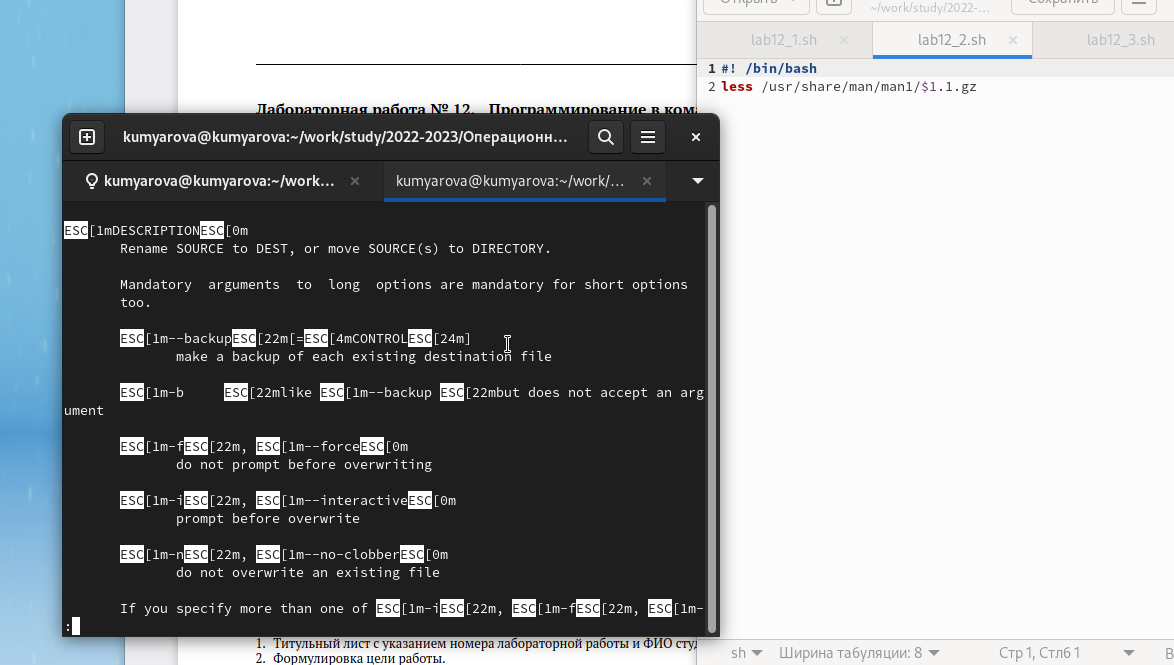 Открыть
~/work/study/2022-...
Сохранить
lab12_1.sh
lab12_2.sh
lab12_3.sh
1 #! /bin/bash
2 less /usr/share/man/man1/$1.1.gz
Лабораторная работа № 12. Программирование в
kumyarova@kumyarova:~/work/study/2022-2023/Операционн...
kumyarova@kumyarova:~/work...
kumyarova@kumyarova:~/work/...
ESC[1mDESCRIPTIONESC[0m
Rename SOURCE to DEST, or move SOURCE(s) to DIRECTORY.
Mandatory arguments to long options are mandatory for short options
too.
ESC[1m--backupESC[22m[=ESC[4mCONTROLESC[24m]
make a backup of each existing destination file
ESC[1m-b ESC[22mlike ESC[1m--backup ESC[22mbut does not accept an arg
ument
ESC[1m-fESC[22m, ESC[1m--forceESC[0m
do not prompt before overwriting
ESC[1m-iESC[22m, ESC[1m--interactiveESC[0m
prompt before overwrite
ESC[1m-nESC[22m, ESC[1m--no-clobberESC[0m
do not overwrite an existing file
If you specify more than one of ESC[1m-iESC[22m, ESC[1m-fESC[22m, ESC[1m-
:
1. Титульный лист с указанием номера лабораторной работы и ФИО
2. Формулировка цели работы.
sh
Ширина табуляции: 8
Стр 1, Стлб 1